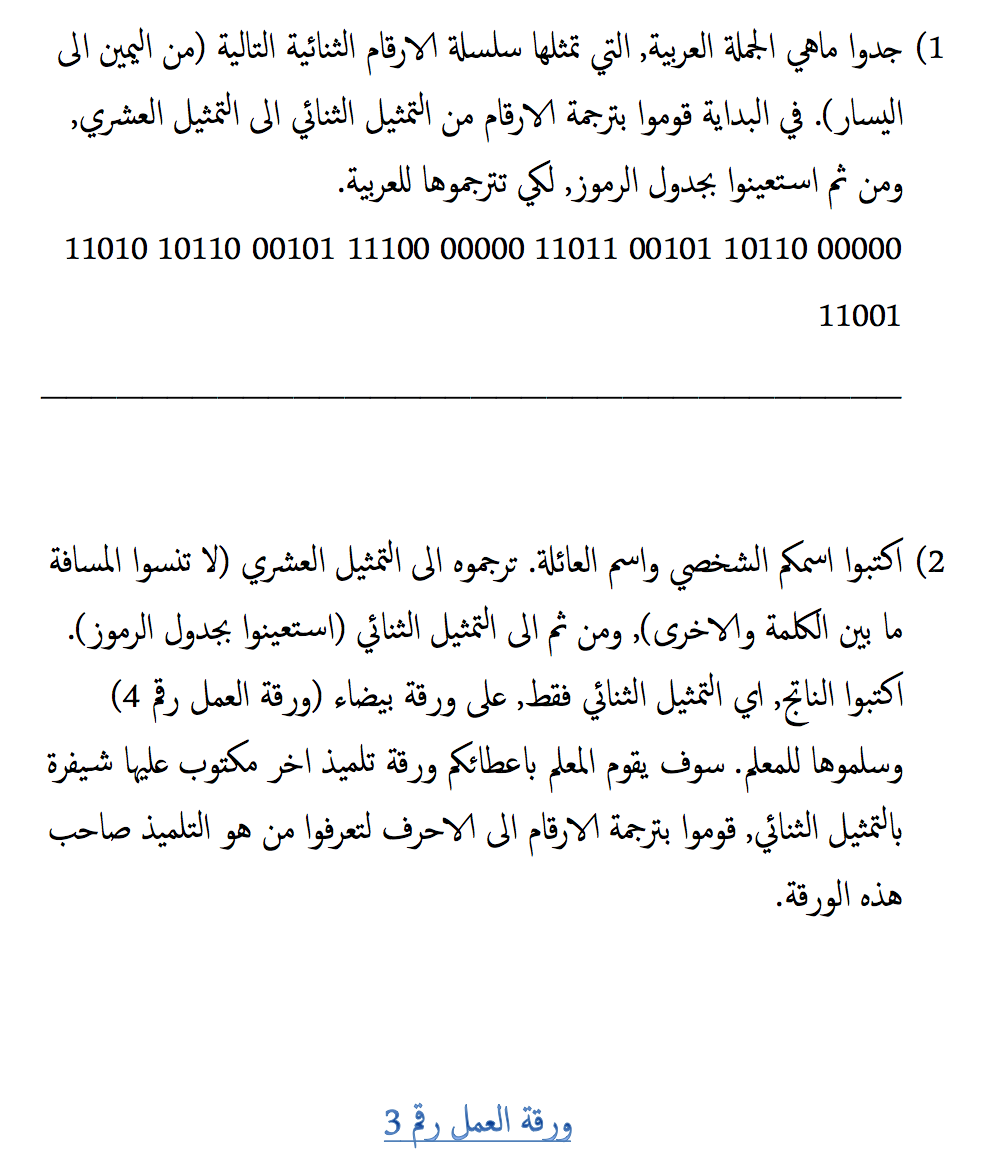 1) جدوا ماهي الجملة العربية, التي تمثلها سلسلة الارقام الثنائية التالية (من اليمين الى
اليسار). في البداية قوموا بترجمة الارقام من التمثيل الثنائي الى التمثيل العشري,
ومن ثم استعينوا بجدول الرموز, لكي تترجموها للعربية.
11010 10110 00101 11100 00000 11011 00101 10110 00000
11001
2) اكتبوا اسمكم الشخصي واسم العائلة. ترجموه الى التمثيل العشري (لا تنسوا المسافة
ما بين الكلمة والاخرى), ومن ثم الى التمثيل الثنائي (استعينوا بجدول الرموز).
اكتبوا الناتج, اي التمثيل الثنائي فقط, على ورقة بيضاء (ورقة العمل رقم 4)
وسلموها للمعلم. سوف يقوم المعلم باعطائكم ورقة تلميذ اخر مكتوب عليها شيفرة
بالتمثيل الثنائي, قوموا بترجمة الارقام الى الاحرف لتعرفوا من هو التلميذ صاحب
هذه الورقة.
ورقة العمل رقم 3